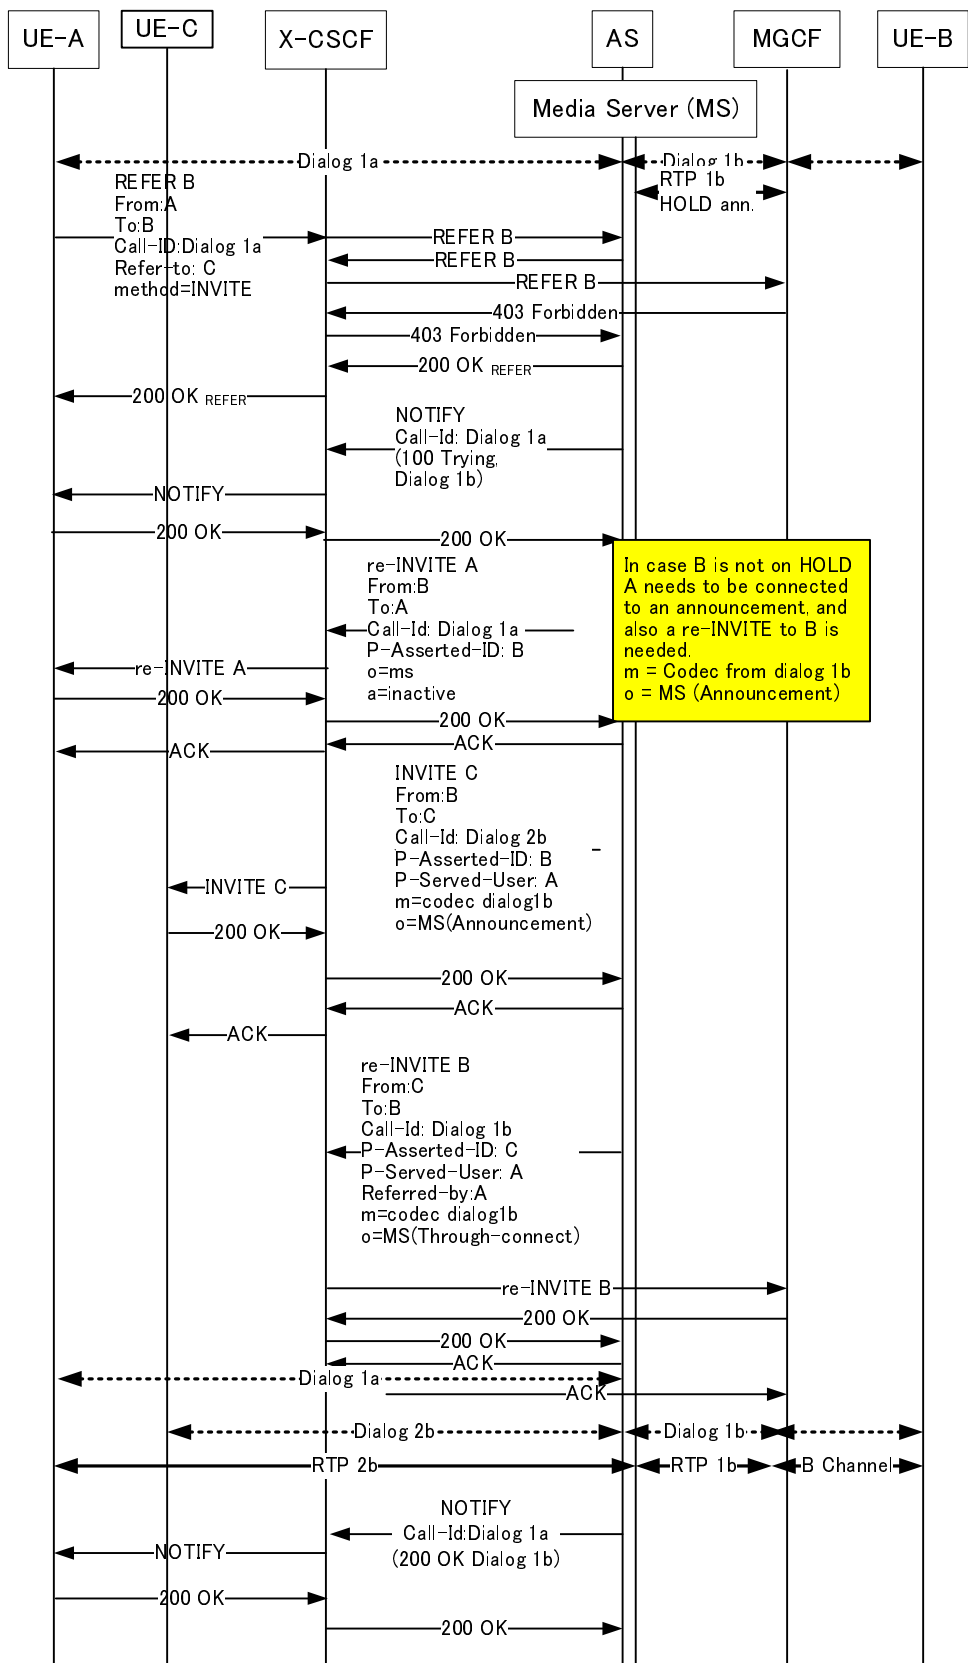 UE-A
UE-C
X-CSCF
AS
MGCF
UE-B
Media Server (MS)
Dialog 1a
Dialog 1b
RTP 1b
HOLD ann.
REFER B
From:A
To:B
Call-ID:Dialog 1a
Refer-to: C
method=INVITE
REFER B
REFER B
REFER B
403 Forbidden
403 Forbidden
200 OK REFER
200 OK REFER
NOTIFY
Call-Id: Dialog 1a
(100 Trying,
Dialog 1b)
NOTIFY
200 OK
200 OK
re-INVITE A
From:B
To:A
Call-Id: Dialog 1a
P-Asserted-ID: B
o=ms
a=inactive
In case B is not on HOLD
A needs to be connected
to an announcement, and
also a re-INVITE to B is
needed.
m = Codec from dialog 1b
o = MS (Announcement)
re-INVITE A
200 OK
200 OK
ACK
ACK
INVITE C
From:B
To:C
Call-Id: Dialog 2b
P-Asserted-ID: B
P-Served-User: A
m=codec dialog1b
o=MS(Announcement)
INVITE C
200 OK
200 OK
ACK
ACK
re-INVITE B
From:C
To:B
Call-Id: Dialog 1b
P-Asserted-ID: C
P-Served-User: A
Referred-by:A
m=codec dialog1b
o=MS(Through-connect)
re-INVITE B
200 OK
200 OK
ACK
Dialog 1a
ACK
Dialog 2b
Dialog 1b
RTP 2b
RTP 1b
B Channel
NOTIFY
Call-Id:Dialog 1a
(200 OK Dialog 1b)
NOTIFY
200 OK
200 OK